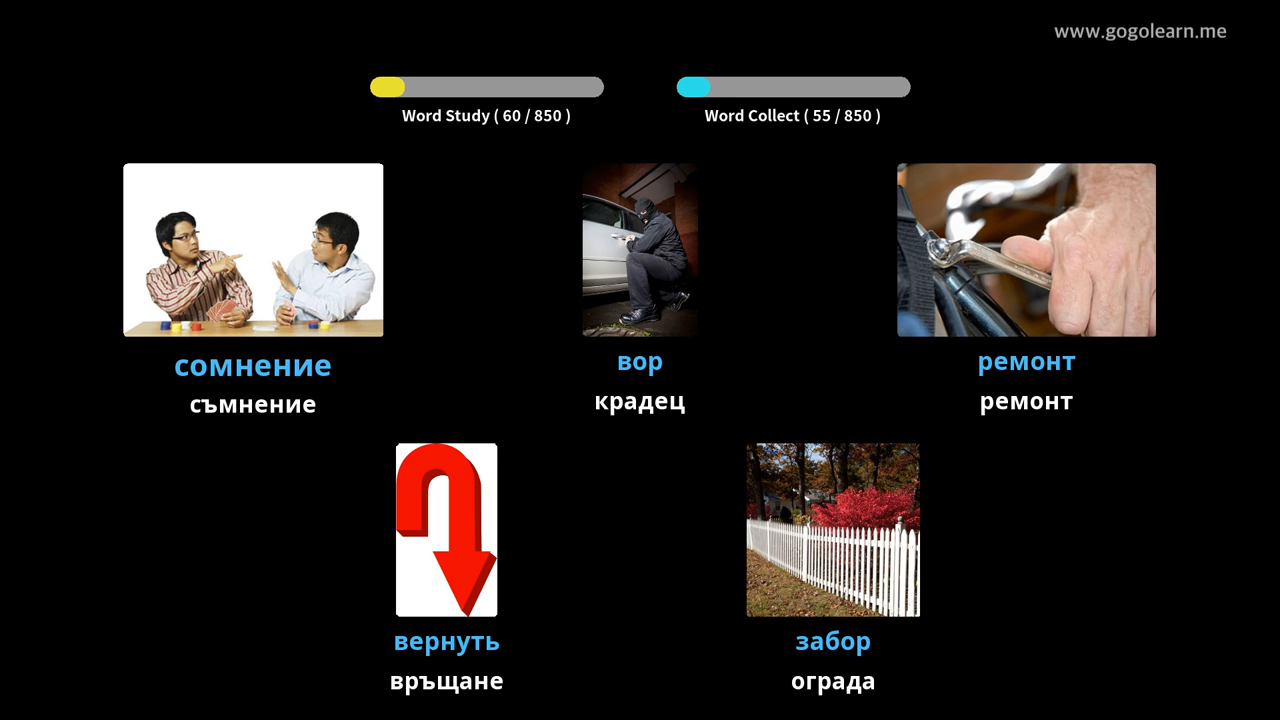 www.gogolearn.me
Word Study ( 60 / 850 )
Word Collect ( 55 / 850 )
сомнение
съмнение
вор
крадец
ремонт
ремонт
вернуть
връщане
забор
ограда